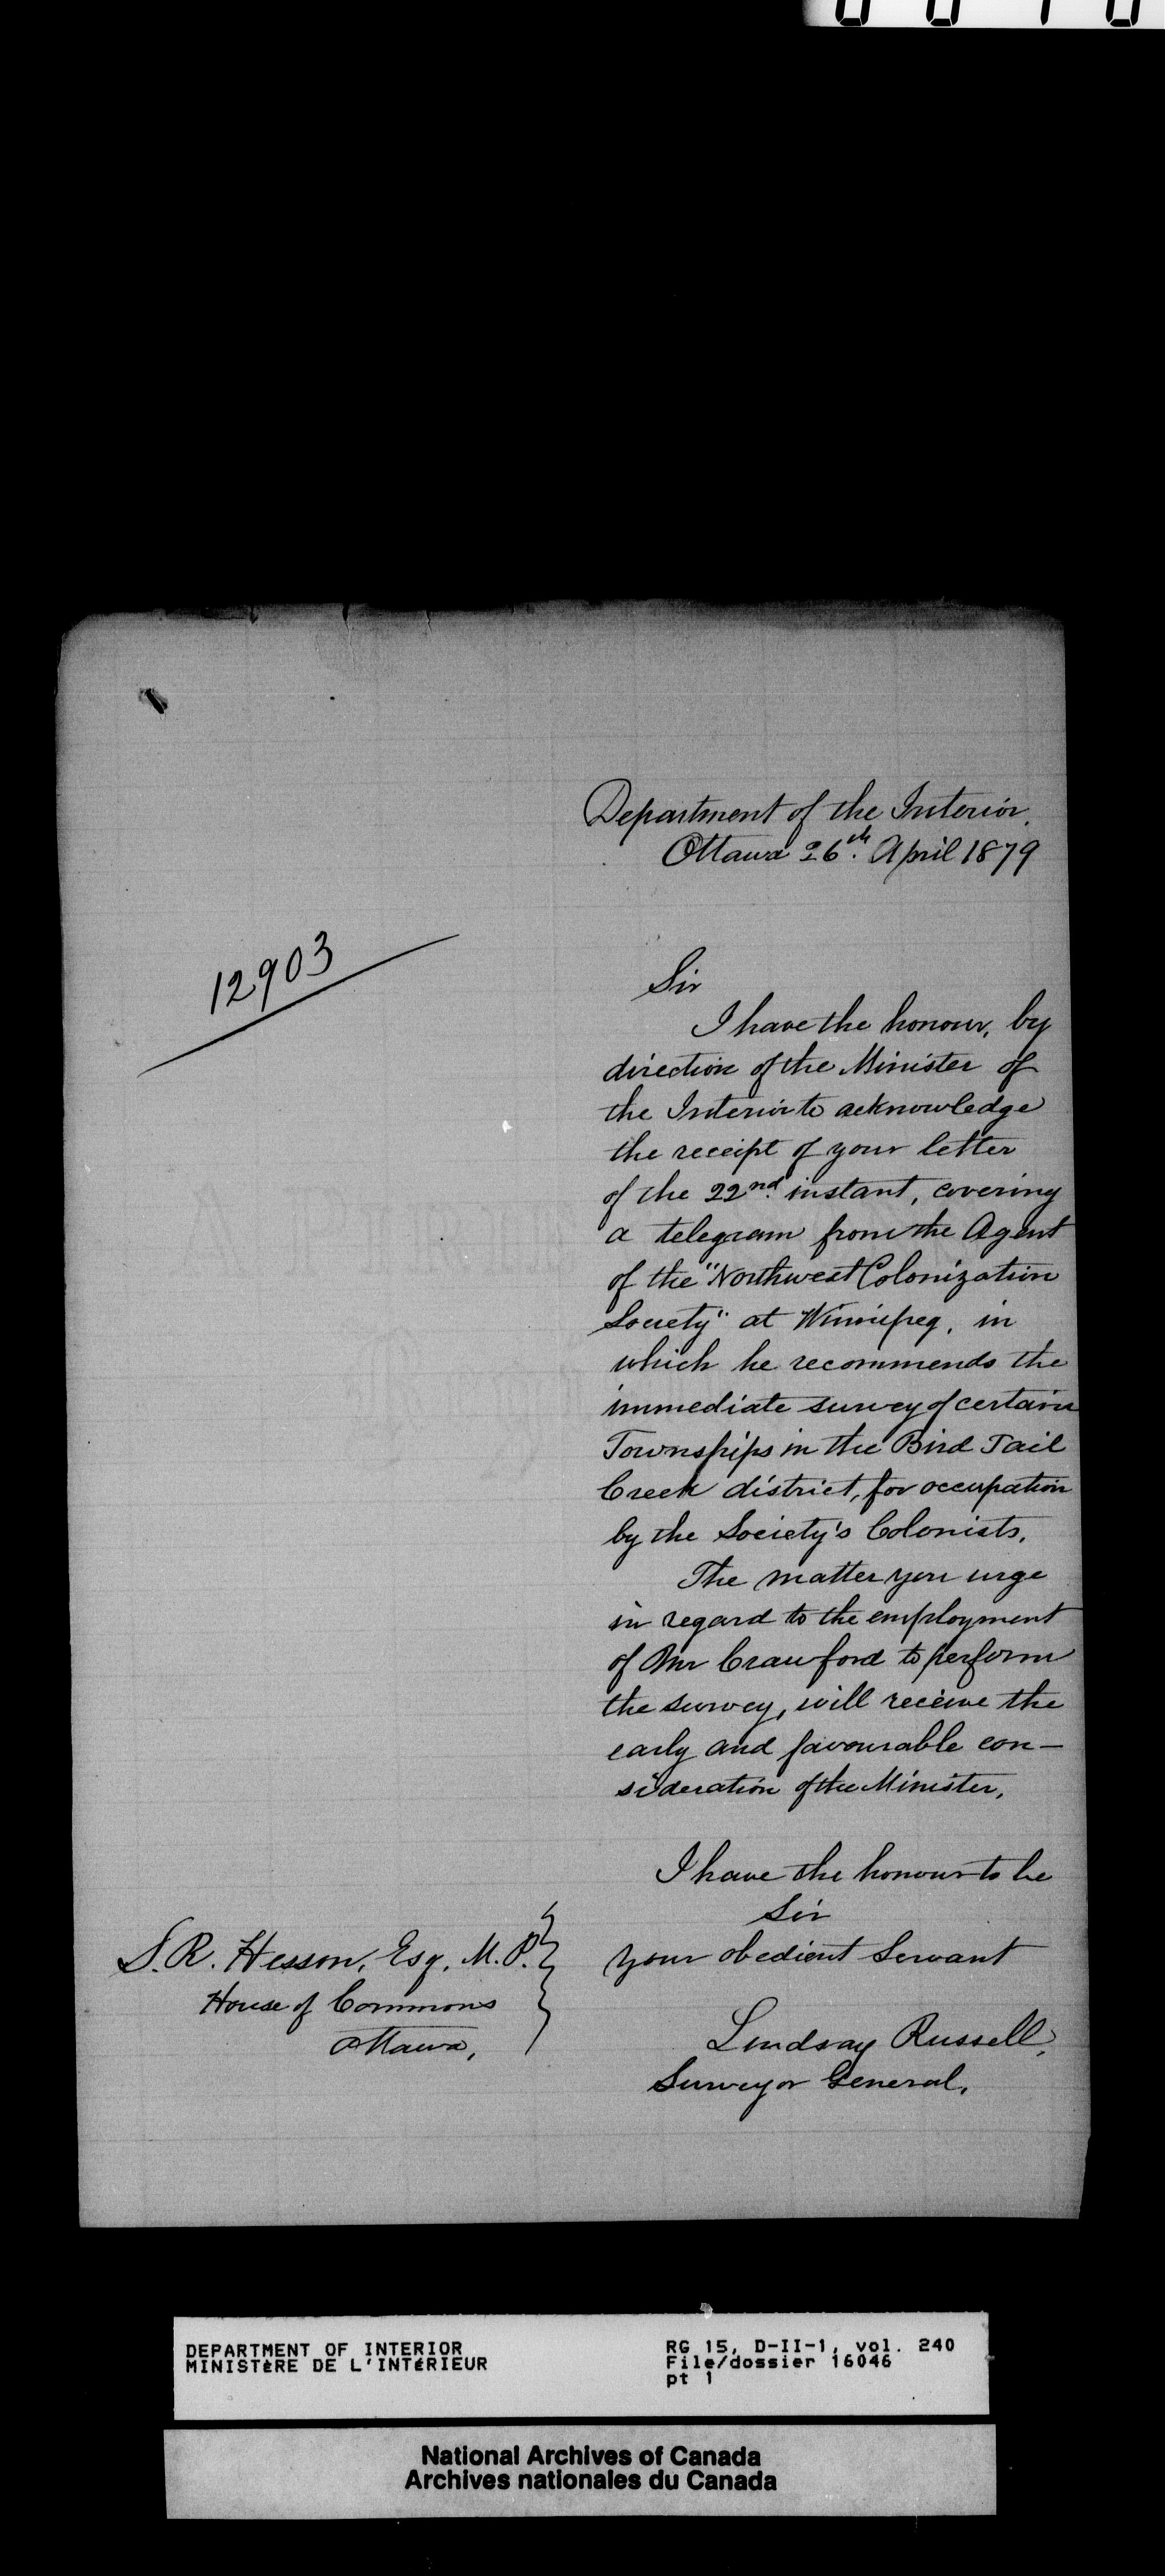 Department of the Interior.
Ottawa 26th. April 1879
12903
Sir
I have the honour, by
direction of the Minister of
the Interior to acknowledge
the receipt of your letter
of the 22nd. instant, covering
a telegram from the Agent
of the "Northwest Colonization
Society" at Winnipeg, in
which he recommends the
immediate survey of certain
Townships in the Bird Tail
Creek district, for occupation
by the Society's Colonists.
The matter you urge
in regard to the employment
of Mr Crawford to perform
the survey, will receive the
early and favourable con-
sideration of the Minister.
I have the honour to be
Sir
your obedient Servant
Lindsay Russell,
Surveyor General.
S. R. Hesson, Esq. M.P.
House of Commons
Ottawa,
DEPARTMENT OF INTERIOR
MINISTÈRE DE L'INTÉRIEUR
RG 15, D-II-1, vol. 240
File/dossier 16046
pt 1
National Archives of Canada
Archives nationales du Canada